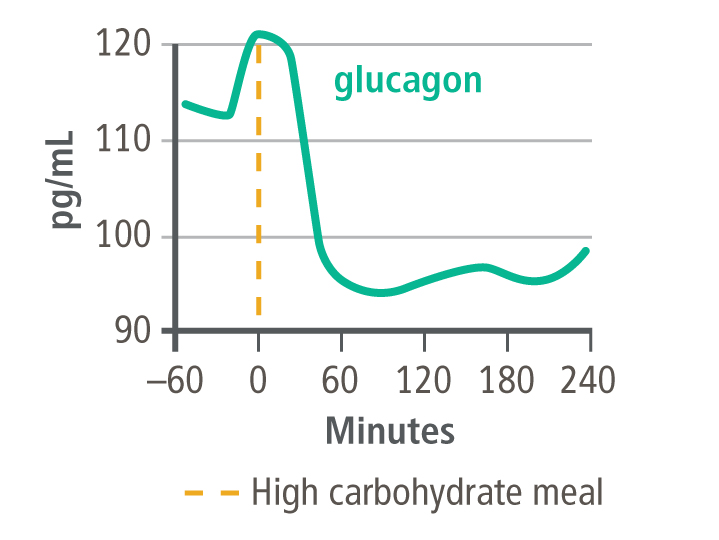 120
glucagon
110
pg/mL
100
90
–60 0 60 120 180 240
Minutes
High carbohydrate meal